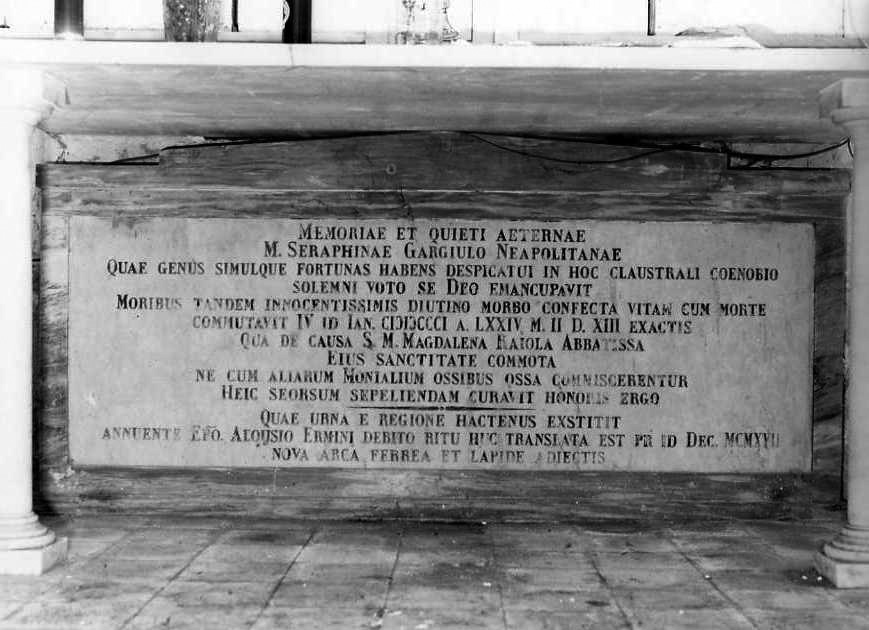 MEMORIAE ET QUIETI AETERNAE
M. SERAPHINAE GARGIULO NEAPOLITANAE
QUAE GENUS SIMULQUE FORTUNAS HABENS DESPICATUI IN HOC CLAUSTRALI COENOBIO
SOLEMNI VOTO SE DEO EMANCUPAVIT
MORIBUS TANDEM INNOCENTISSIMIS DIUTINO MORBO CONFECTA VITAM CUM MORTE
COMMUTAVIT IV ID IAN. A. LXXIV M. II D. XIII EXACTIS
QUA DE CAUSA S. M. MAGDALENA RAIOLA ABBATISSA
EIUS SANCTITATE COMMOTA
NE CUM ALIARUM MONIALIUM OSSIBUS OSSA COMMISCERENTUR
HEIC SEORSUM SEPELIENDAM CURAVIT HONORIS ERGO
QUAE URNA E REGIONE HACTENUS EXSTITIT
ANNUENTE EPO. ALOUSIO ERMINI DEBITO RITU HUC TRANSLATA EST PR ID DEC.
NOVA ARCA FERREA ET LAPIDE ADIECTIS